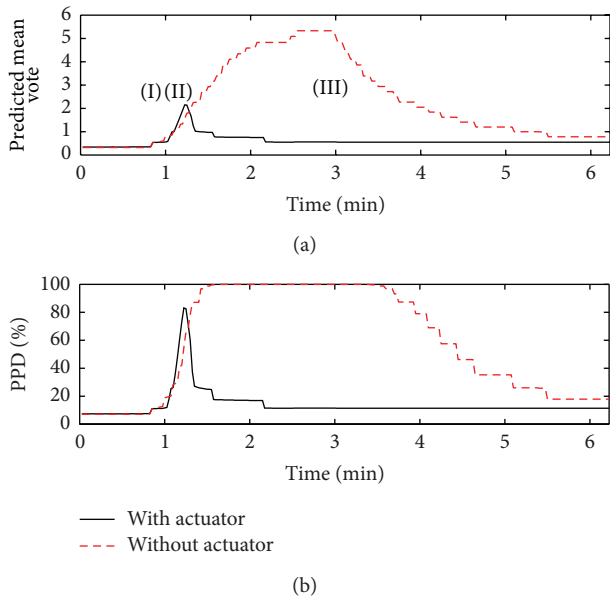 Predicted mean
vote
6
5
4
3
2
1
0
(I) (II)
(III)
0 1 2 3 4 5 6
Time (min)
(a)
PPD (%)
100
80
60
40
20
0
0 1 2 3 4 5 6
Time (min)
With actuator
Without actuator
(b)